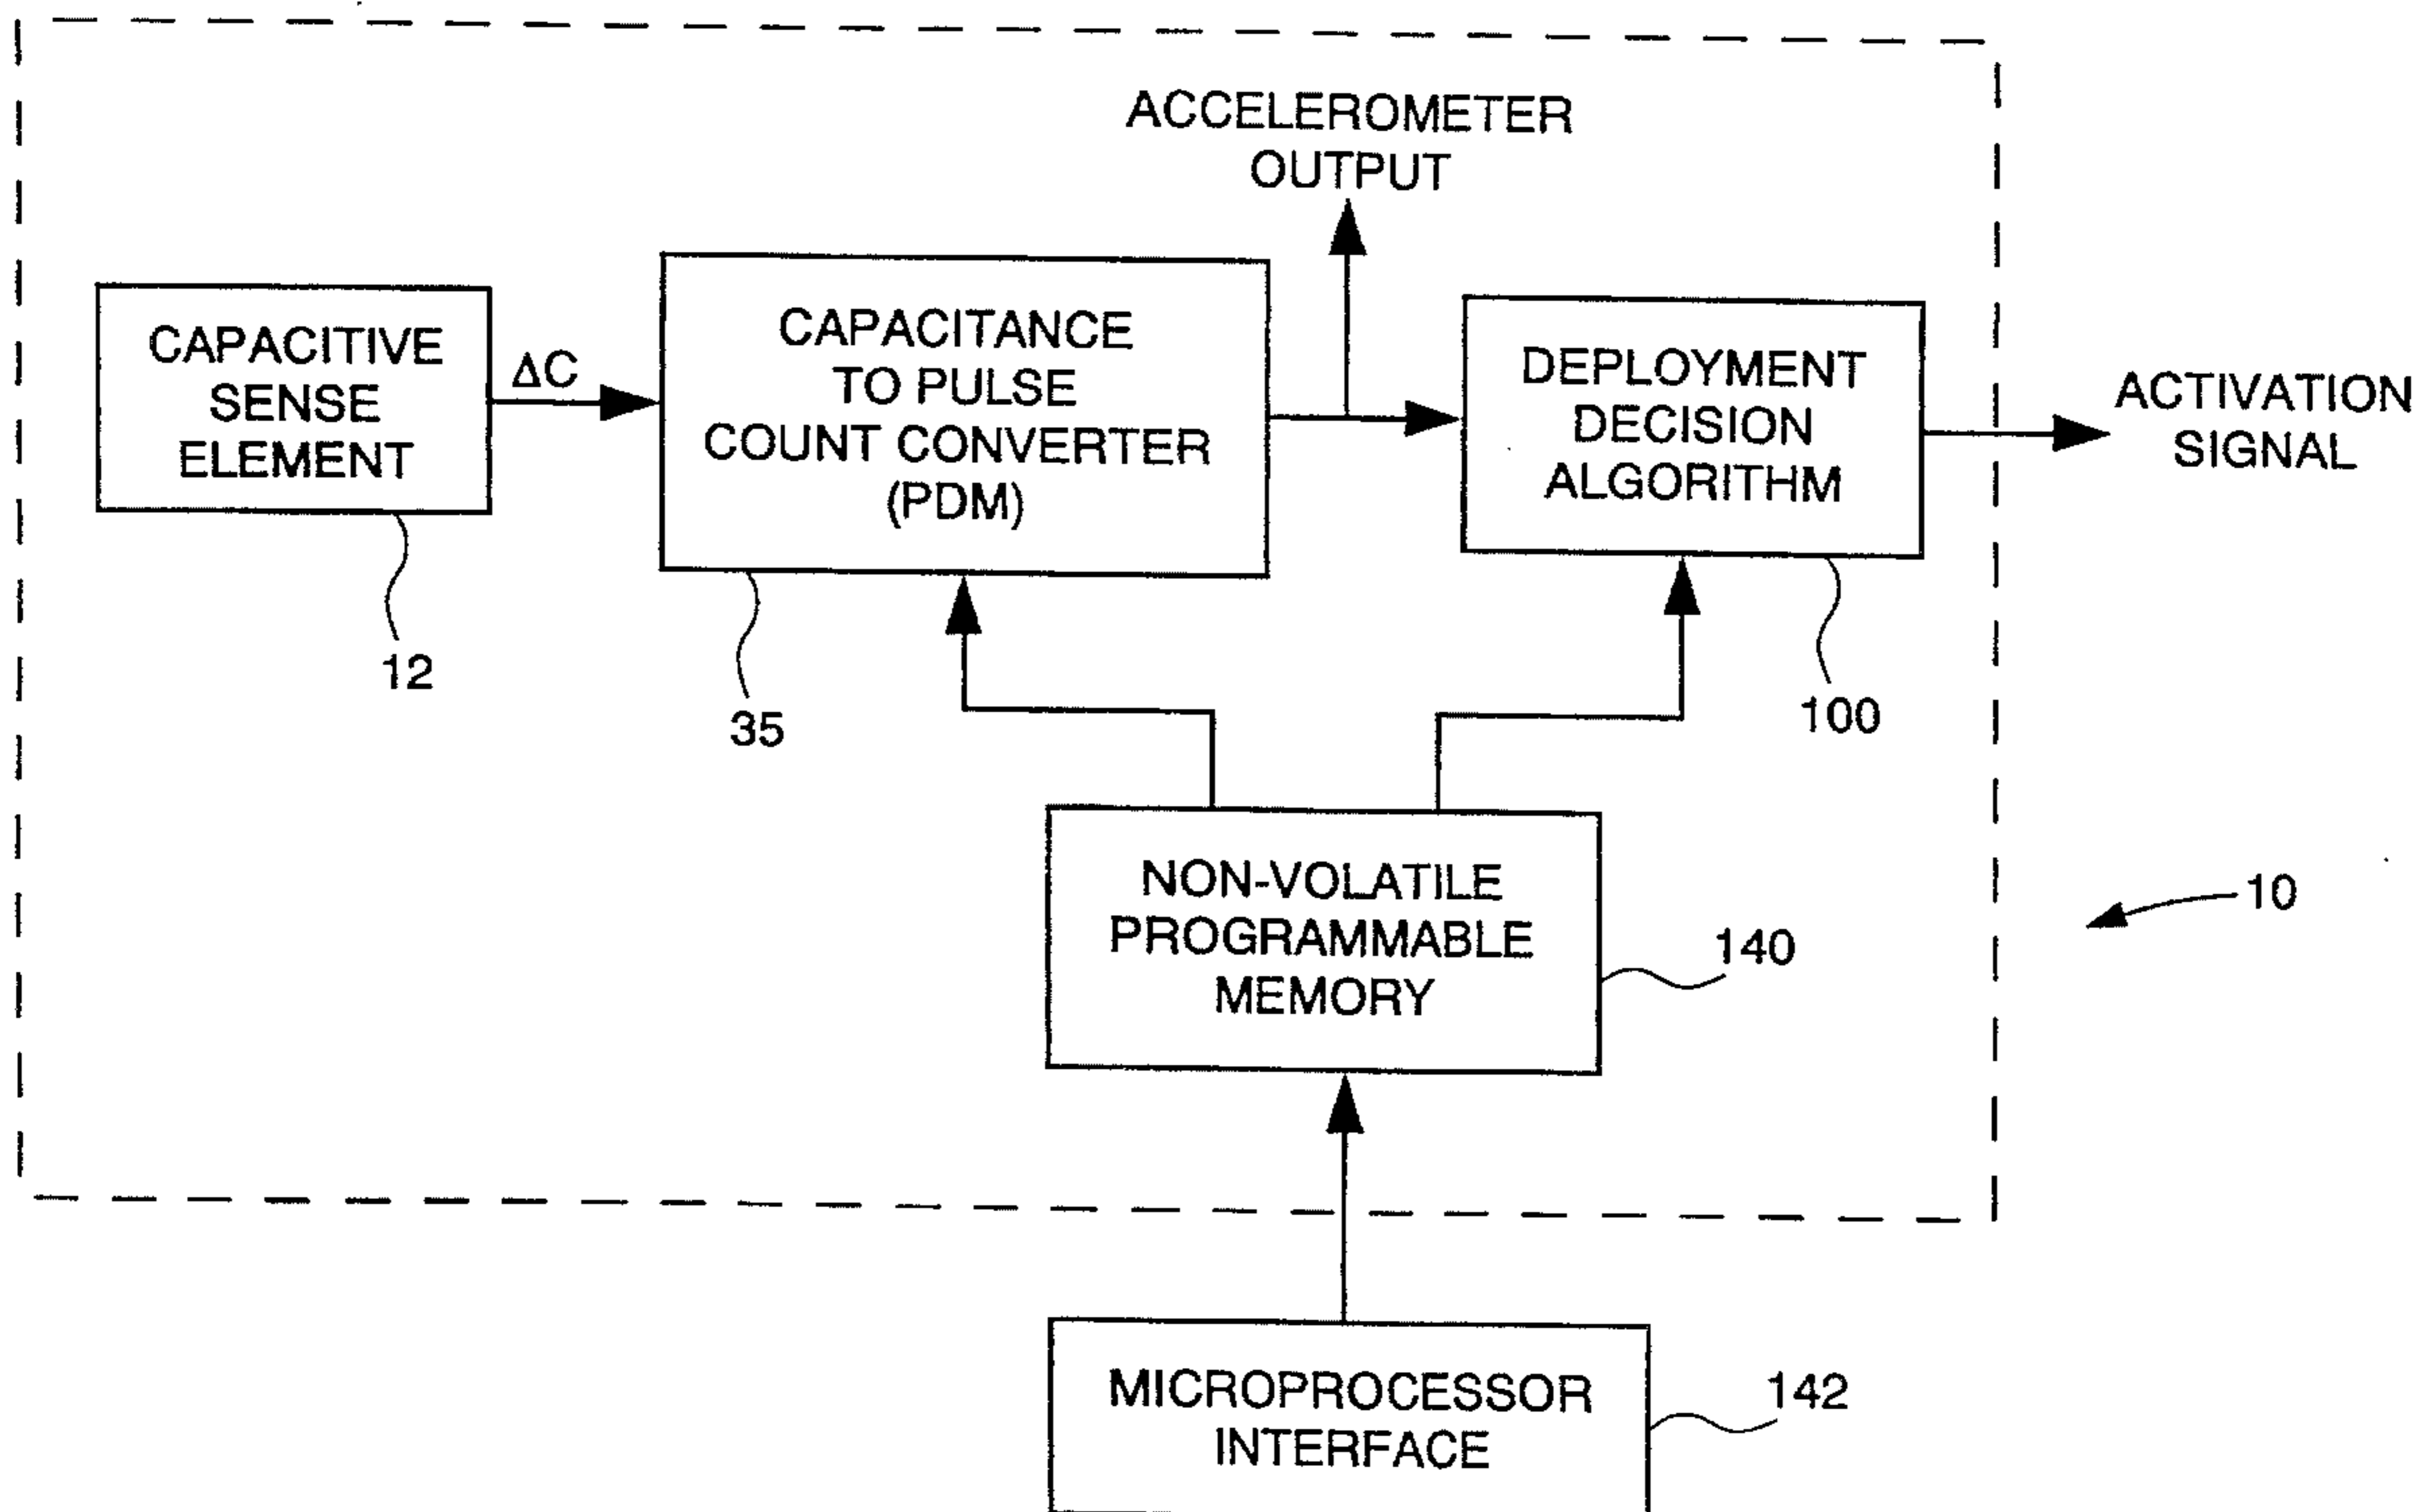 ACCELEROMETER
OUTPUT
CAPACITIVE
SENSE
ELEMENT
ΔC
CAPACITANCE
TO PULSE
COUNT CONVERTER
(PDM)
DEPLOYMENT
DECISION
ALGORITHM
ACTIVATION
SIGNAL
12
35
100
NON-VOLATILE
PROGRAMMABLE
MEMORY
140
10
MICROPROCESSOR
INTERFACE
142